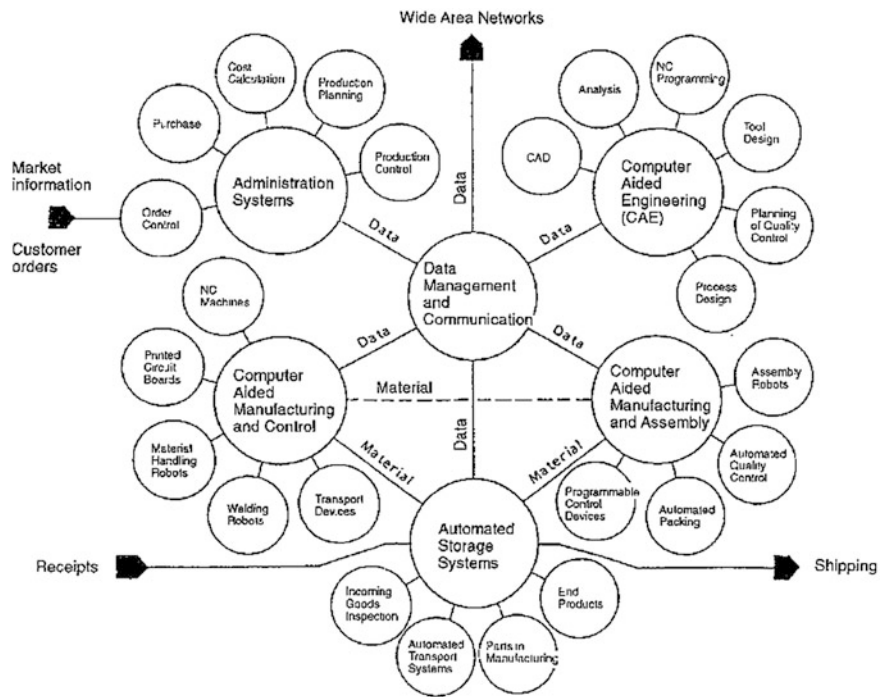 Wide Area Networks
Cost
Calculation
Production
Planning
Purchase
Production
Control
Administration
Systems
Order
Control
Market
information
Customer
orders
Data
Analysis
NC
Programming
CAD
Tool
Design
Computer
Aided
Engineering
(CAE)
Planning
of Quality
Control
Process
Design
Data
Data
Data
Management
and
Communication
Data
Data
NC
Machines
Printed
Circuit
Boards
Computer
Aided
Manufacturing
and Control
Material
Handling
Robots
Welding
Robots
Transport
Devices
Material
Data
Computer
Aided
Manufacturing
and Assembly
Assembly
Robots
Automated
Quality
Control
Programmable
Control
Devices
Automated
Packing
Material
Material
Receipts
Automated
Storage
Systems
Shipping
Incoming
Goods
Inspection
Automated
Transport
Systems
Parts in
Manufacturing
End
Products